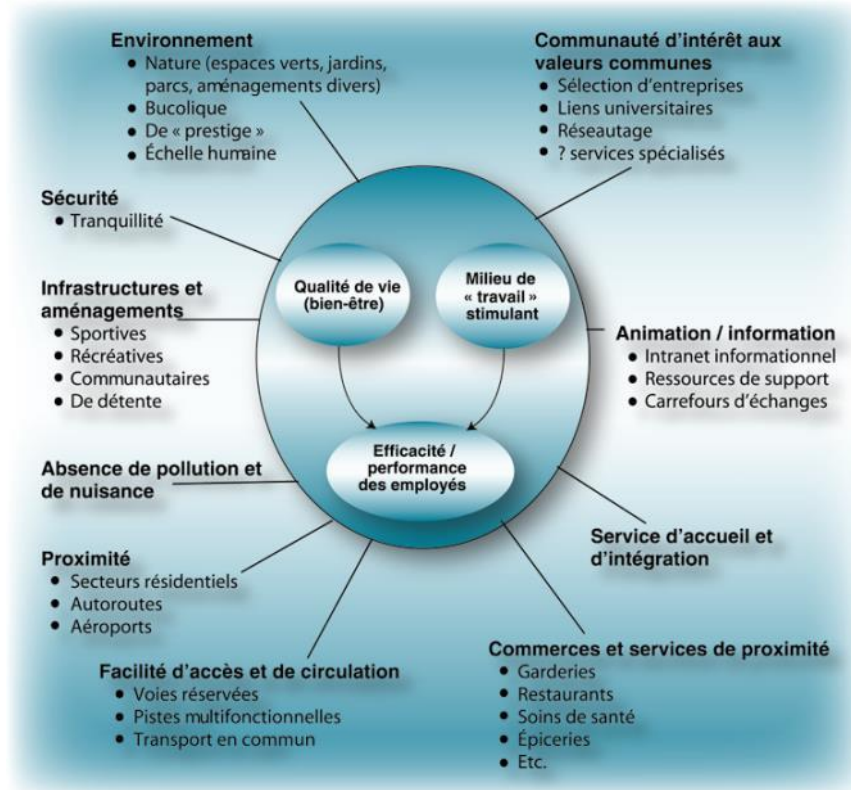 Environnement
• Nature (espaces verts, jardins,
parcs, aménagements divers)
• Bucolique
• De « prestige »
• Échelle humaine
Communauté d'intérêt aux
valeurs communes
• Sélection d'entreprises
• Liens universitaires
• Réseautage
• ? services spécialisés
Sécurité
• Tranquillité
Infrastructures et
aménagements
• Sportives
• Récréatives
• Communautaires
• De détente
Qualité de vie
(bien-être)
Milieu de
« travail »
stimulant
Animation / information
• Intranet informationnel
• Ressources de support
• Carrefours d'échanges
Efficacité /
performance
des employés
Absence de pollution et
de nuisance
Service d'accueil et
d'intégration
Proximité
• Secteurs résidentiels
• Autoroutes
• Aéroports
Facilité d'accès et de circulation
• Voies réservées
• Pistes multifonctionnelles
• Transport en commun
Commerces et services de proximité
• Garderies
• Restaurants
• Soins de santé
• Épiceries
• Etc.